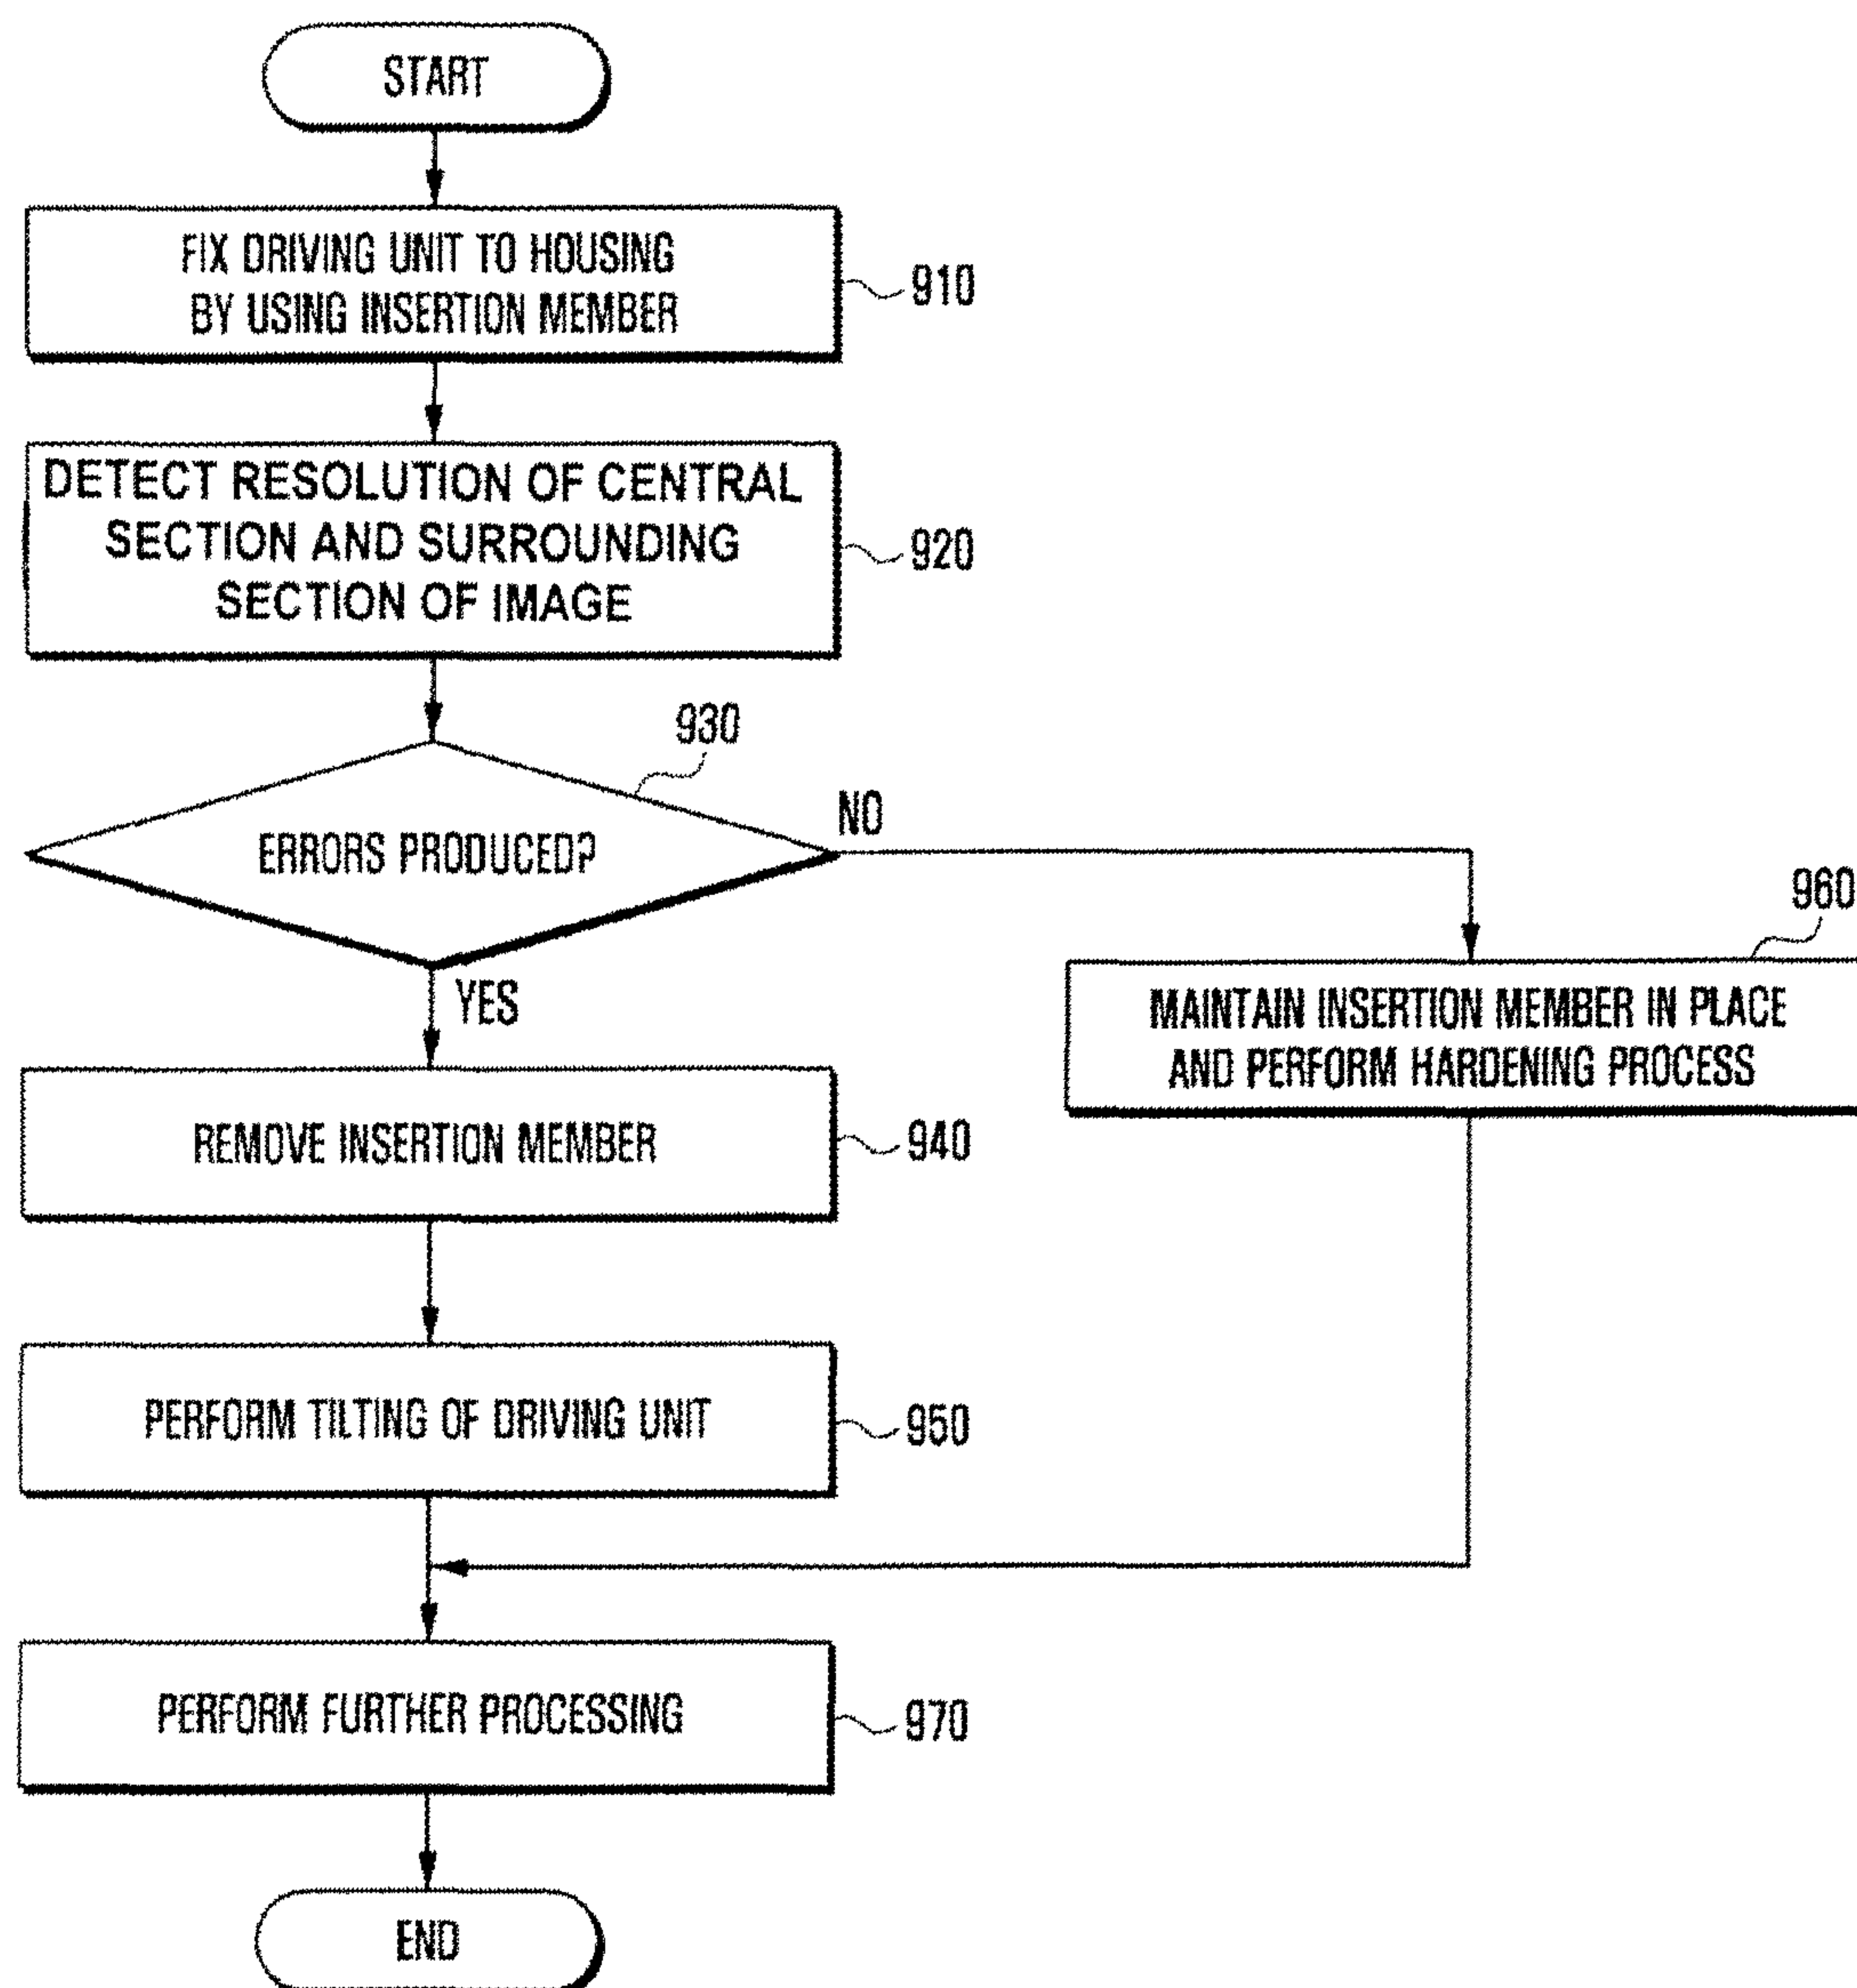 START
FIX DRIVING UNIT TO HOUSING
BY USING INSERTION MEMBER
910
DETECT RESOLUTION OF CENTRAL
SECTION AND SURROUNDING
SECTION OF IMAGE
920
930
ERRORS PRODUCED?
NO
YES
960
MAINTAIN INSERTION MEMBER IN PLACE
AND PERFORM HARDENING PROCESS
REMOVE INSERTION MEMBER
940
PERFORM TILTING OF DRIVING UNIT
950
PERFORM FURTHER PROCESSING
970
END